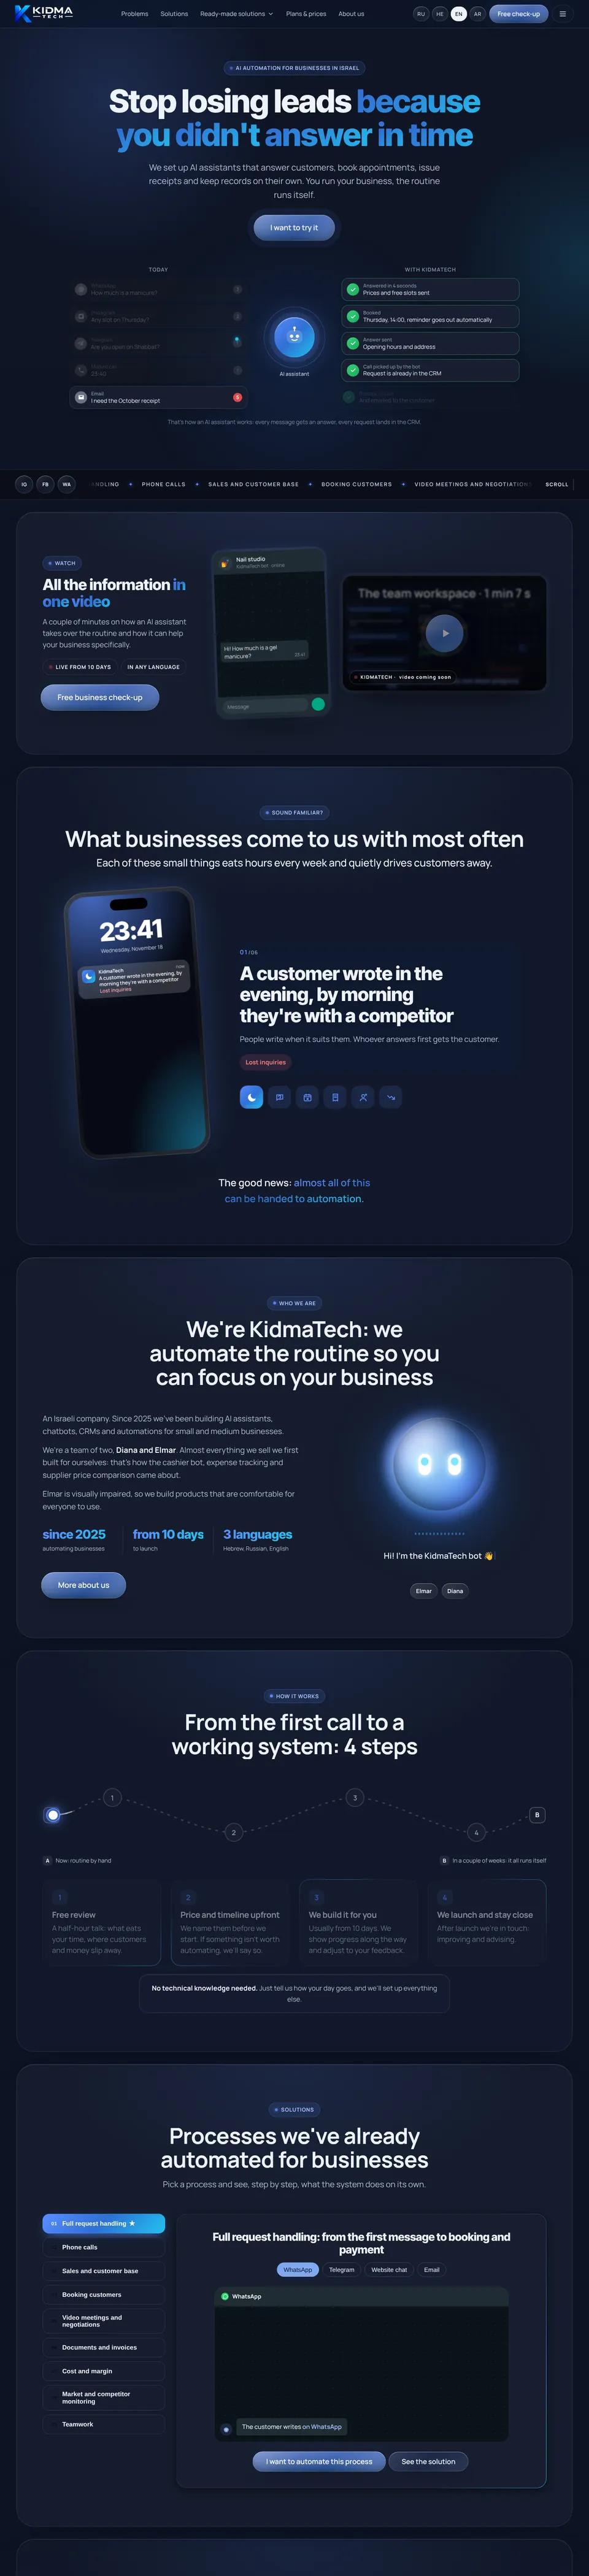 KIDMA
TECH
Problems
Solutions
Ready-made solutions
Plans & prices
About us
RU
HE
EN
AR
Free check-up
AI AUTOMATION FOR BUSINESSES IN ISRAEL
Stop losing leads because
you didn't answer in time
We set up AI assistants that answer customers, book appointments, issue
receipts and keep records on their own. You run your business, the routine
runs itself.
I want to try it
TODAY
How much is a manicure?
Any slot on Thursday?
Are you open on Shabbat?
23:40
Email
I need the October receipt
5
AI assistant
WITH KIDMATECH
Answered in 4 seconds
Prices and free slots sent
Booked
Thursday, 14:00, reminder goes out automatically
Answer sent
Opening hours and address
Call picked up by the bot
Request is already in the CRM
That's how an AI assistant works: every message gets an answer, every request lands in the CRM
IG
FB
WA
NDLING
PHONE CALLS
SALES AND CUSTOMER BASE
BOOKING CUSTOMERS
VIDEO MEETINGS AND NEGOTIATIONS
SCROLL
WATCH
All the information in
one video
A couple of minutes on how an AI assistant
takes over the routine and how it can help
your business specifically.
LIVE FROM 10 DAYS
IN ANY LANGUAGE
Free business check-up
Nail studio
KidmaTech bot · online
Hi! How much is a gel
manicure?
23:41
Message
The team workspace · 1 min 7 s
KIDMATECH · video coming soon
SOUND FAMILIAR?
What businesses come to us with most often
Each of these small things eats hours every week and quietly drives customers away.
23:41
Wednesday, November 18
KidmaTech
now
A customer wrote in the evening, by
morning they're with a competitor
Lost inquiries
01/06
A customer wrote in the
evening, by morning
they're with a competitor
People write when it suits them. Whoever answers first gets the customer.
Lost inquiries
The good news: almost all of this
can be handed to automation.
WHO WE ARE
We're KidmaTech: we
automate the routine so you
can focus on your business
An Israeli company. Since 2025 we've been building AI assistants,
chatbots, CRMs and automations for small and medium businesses.
We're a team of two, Diana and Elmar. Almost everything we sell we first
built for ourselves: that's how the cashier bot, expense tracking and
supplier price comparison came about.
Elmar is visually impaired, so we build products that are comfortable for
everyone to use.
since 2025
automating businesses
from 10 days
to launch
3 languages
Hebrew, Russian, English
More about us
Hi! I'm the KidmaTech bot 👋
Elmar
Diana
HOW IT WORKS
From the first call to a
working system: 4 steps
1
2
3
4
B
A Now: routine by hand
B In a couple of weeks: it all runs itself
1
Free review
A half-hour talk: what eats
your time, where customers
and money slip away.
2
Price and timeline upfront
We name them before we
start. If something isn't worth
automating, we'll say so.
3
We build it for you
Usually from 10 days. We
show progress along the way
and adjust to your feedback.
4
We launch and stay close
After launch we're in touch:
improving and advising.
No technical knowledge needed. Just tell us how your day goes, and we'll set up everything
else.
SOLUTIONS
Processes we've already
automated for businesses
Pick a process and see, step by step, what the system does on its own.
01 Full request handling ★
Phone calls
Sales and customer base
Booking customers
Video meetings and
negotiations
Documents and invoices
Cost and margin
Market and competitor
monitoring
Teamwork
Full request handling: from the first message to booking and
payment
WhatsApp
Telegram
Website chat
Email
WhatsApp
The customer writes on WhatsApp
I want to automate this process
See the solution